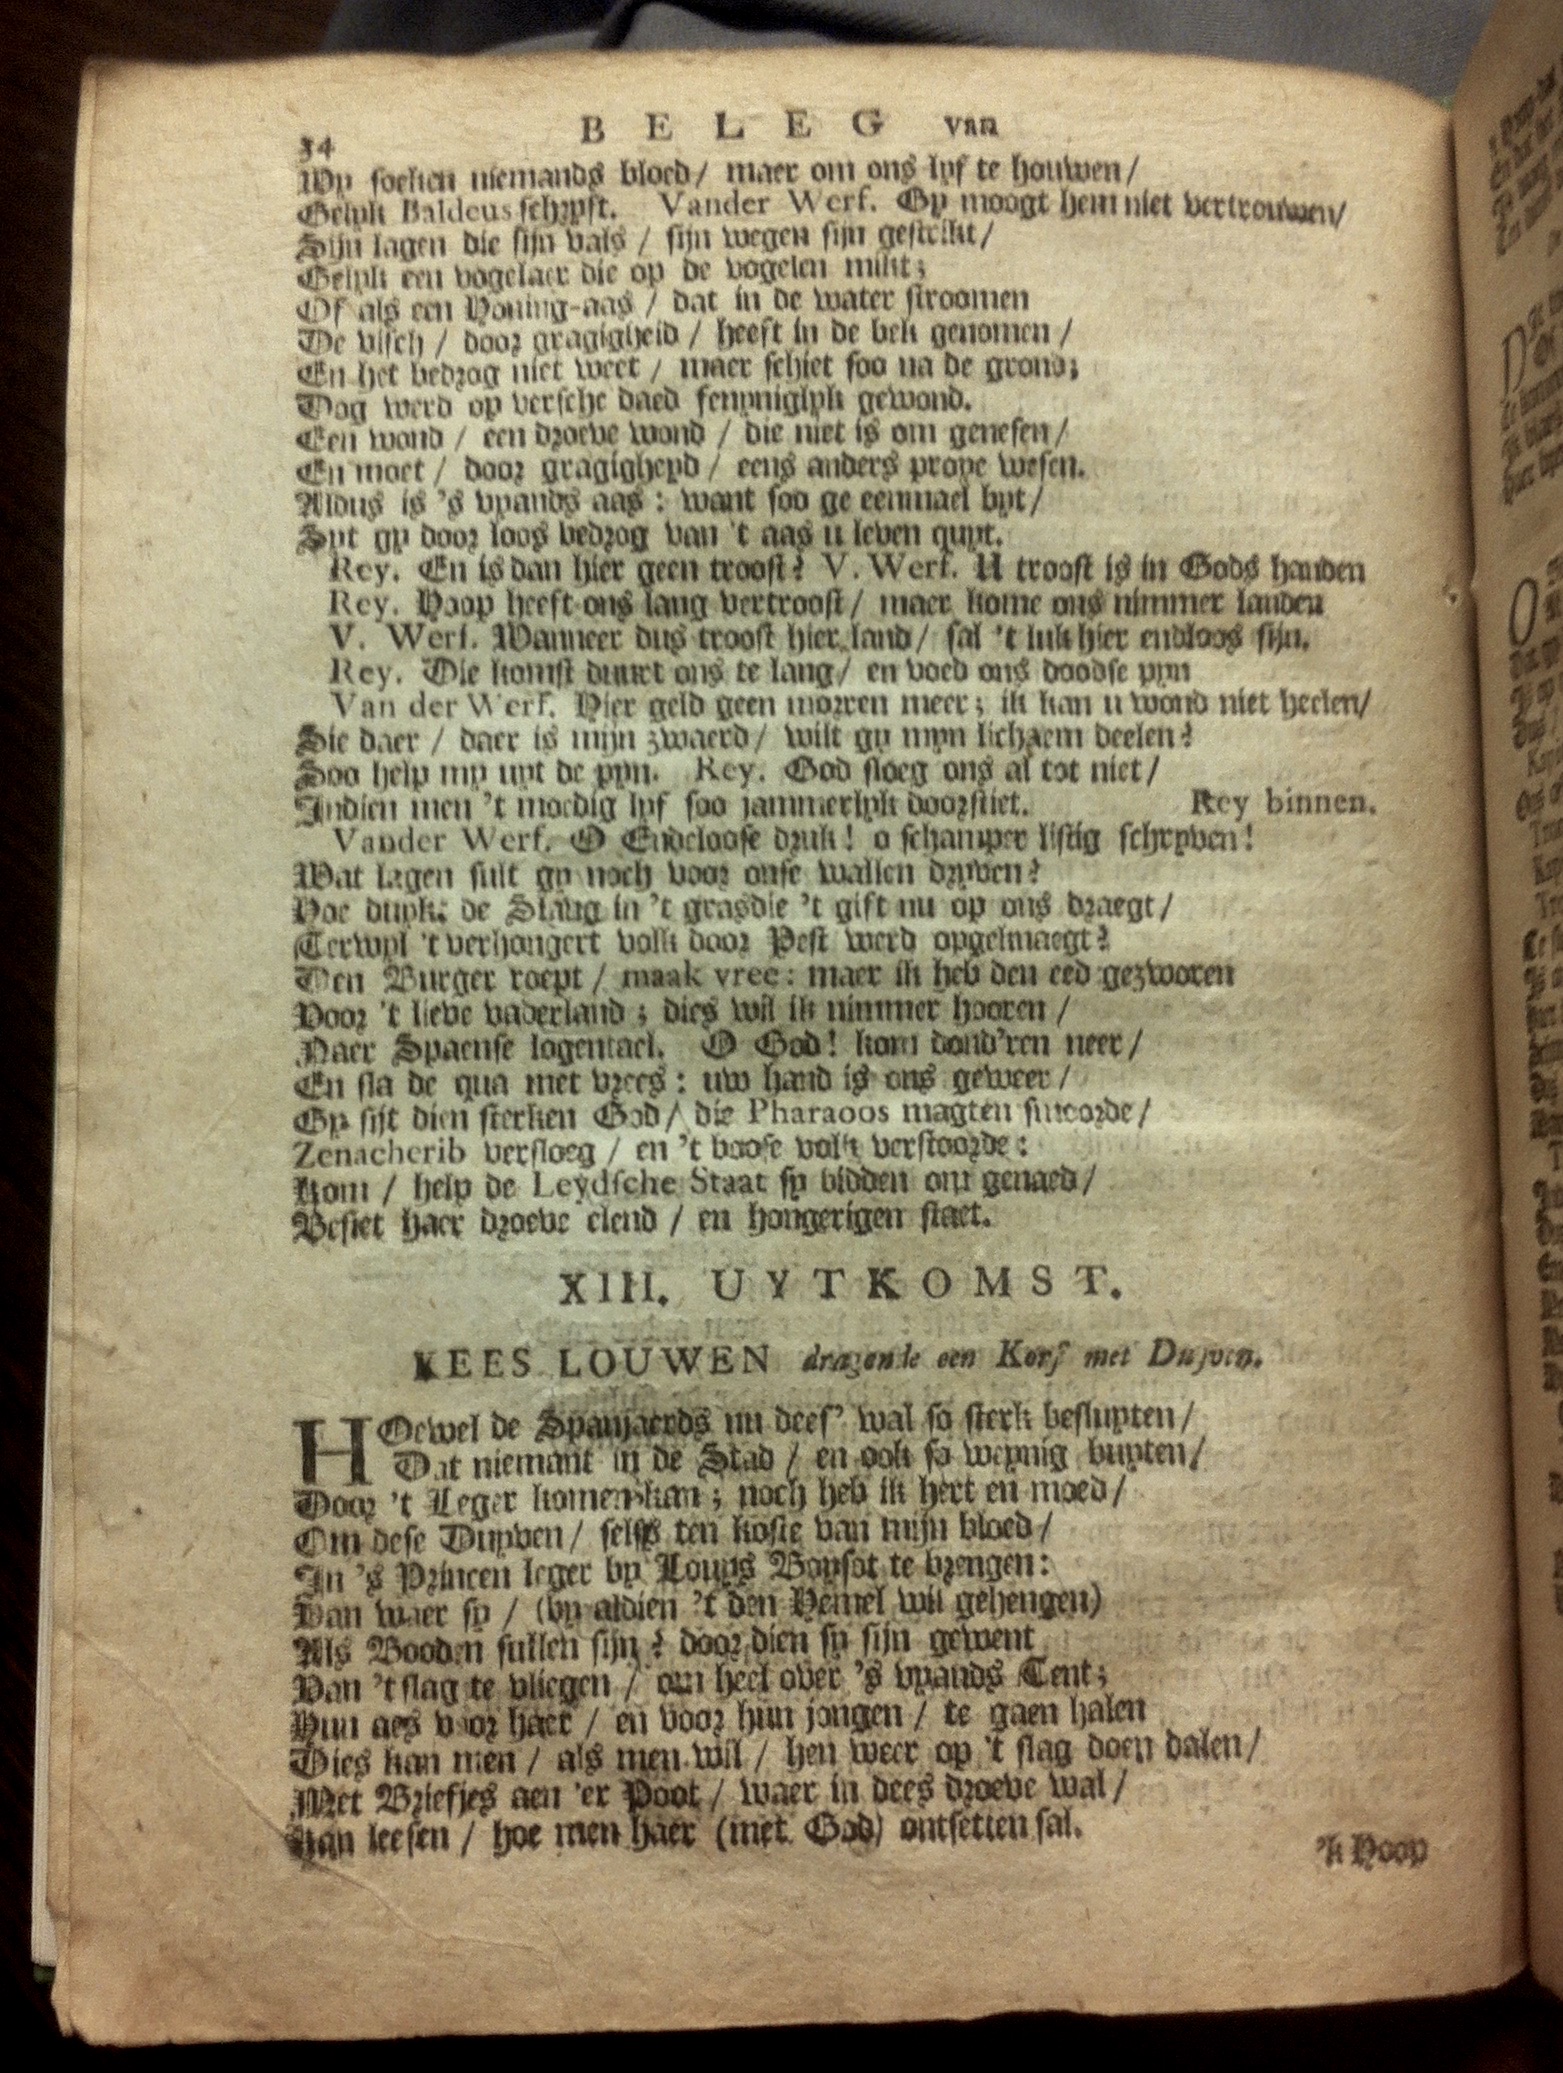 34 BELEG van
Wy soeken niemands bloed / maer om ons lyf te houwen /
Gelyk Baldeus schryft. Vander Werf. Gy moogt hem niet vertrouwen /
Sijn lagen die sijn vals / sijn wegen sijn gestrikt /
Gelyk een vogelaer die op de vogelen mikt;
Of als een Honing-aas / dat in de water stroomen
De visch / door gragigheid / heeft in de bek genomen /
En het bedrog niet weet / maer schiet soo na de grond;
Dog werd op versche daed fenyniglyk gewond.
Een wond / een droeve wond / die niet is om genesen /
En moet / door gragigheyd / eens anders prope wesen.
Aldus is 's vyands aas : want soo ge eenmael byt /
Syt gy door loos bedrog van 't aas u leven quyt.
Rey. En is dan hier geen troost? V. Werf. U troost is in Gods handen
Rey. Hoop heeft ons lang vertroost / maer kome ons nimmer landen
V. Werf. Wanneer dus troost hier land / sal 't luk hier endloos sijn.
Rey. Die komst duurt ons te lang / en voed ons doodse pyn
Van der Werf. Hier geld geen morren meer; ik kan u wond niet heelen /
Sie daer / daer is mijn zwaerd / wilt gy myn lichaem deelen?
Soo help my uyt de pyn. Rey. God sloeg ons al tot niet /
Indien men 't moedig lyf soo jammerlyk doorstiet. Rey binnen.
Vander Werf. O Endeloose druk! o schamper listig schryven!
Wat lagen sult gy noch voor onse wallen dryven?
Hoe duykt de Slang in 't gras die 't gift nu op ons draegt /
Terwyl 't verhongert volk door Pest werd opgelmaegt?
Den Burger roept / maak vree: maer ik heb den eed gezworen
Voor 't lieve vaderland ; dies wil ik nimmer hooren /
Naer Spaense logentael. O God! kom dond'ren neer /
En sla de qua met vrees : uw hand is ons geweer /
Gy sijt dien sterken God / die Pharaoos magten smoorde /
Zenacherib versloeg / en 't boose volk verstoorde :
Kom / help de Leydsche Staat sy bidden om genaed /
Besiet haer droeve elend / en hongerigen staet.
XIII. UYTKOMST.
KEES LOUWEN dragende een Korf met Duyven.
HOewel de Spanjaerds nu dees' wal so sterk besluyten /
Dat niemant in de Stad / en ook so weynig buyten /
Door 't Leger komen kan ; noch heb ik hert en moed /
Om dese Duyven / selfs ten koste van mijn bloed /
In 's Princen leger by Louys Boysot te brengen:
Van waer sy / (by aldien 't den Hemel wil gehengen)
Als Booden sullen sijn ? door dien sy sijn gewent
Van 't slag te vliegen / om heel over 's vyands Tent;
Hun aes voor haer / en voor hun jongen / te gaen halen
Dies kan men / als men wil / hen weer op 't slag doen dalen /
Met Briefjes aen 'er Poot / waer in dees droeve wal /
Kan leesen / hoe men haer (met God) ontsetten sal.
'k Hoop